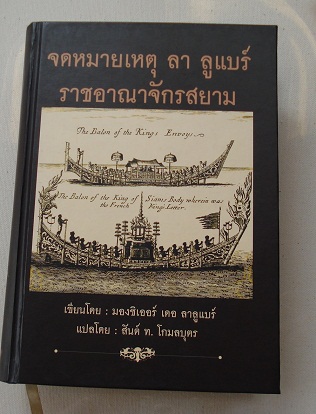 จดหมายเหตุ ลา ลูแบร์
ราชอาณาจักรสยาม
The Balon of the Kings Envoys.
The Balon of the King of Siams Body wherein was
the French Kings Letter.
เขียนโดย : มองซิเออร์ เดอ ลาลูแบร์
แปลโดย : สันต์ ท. โกมลบุตร